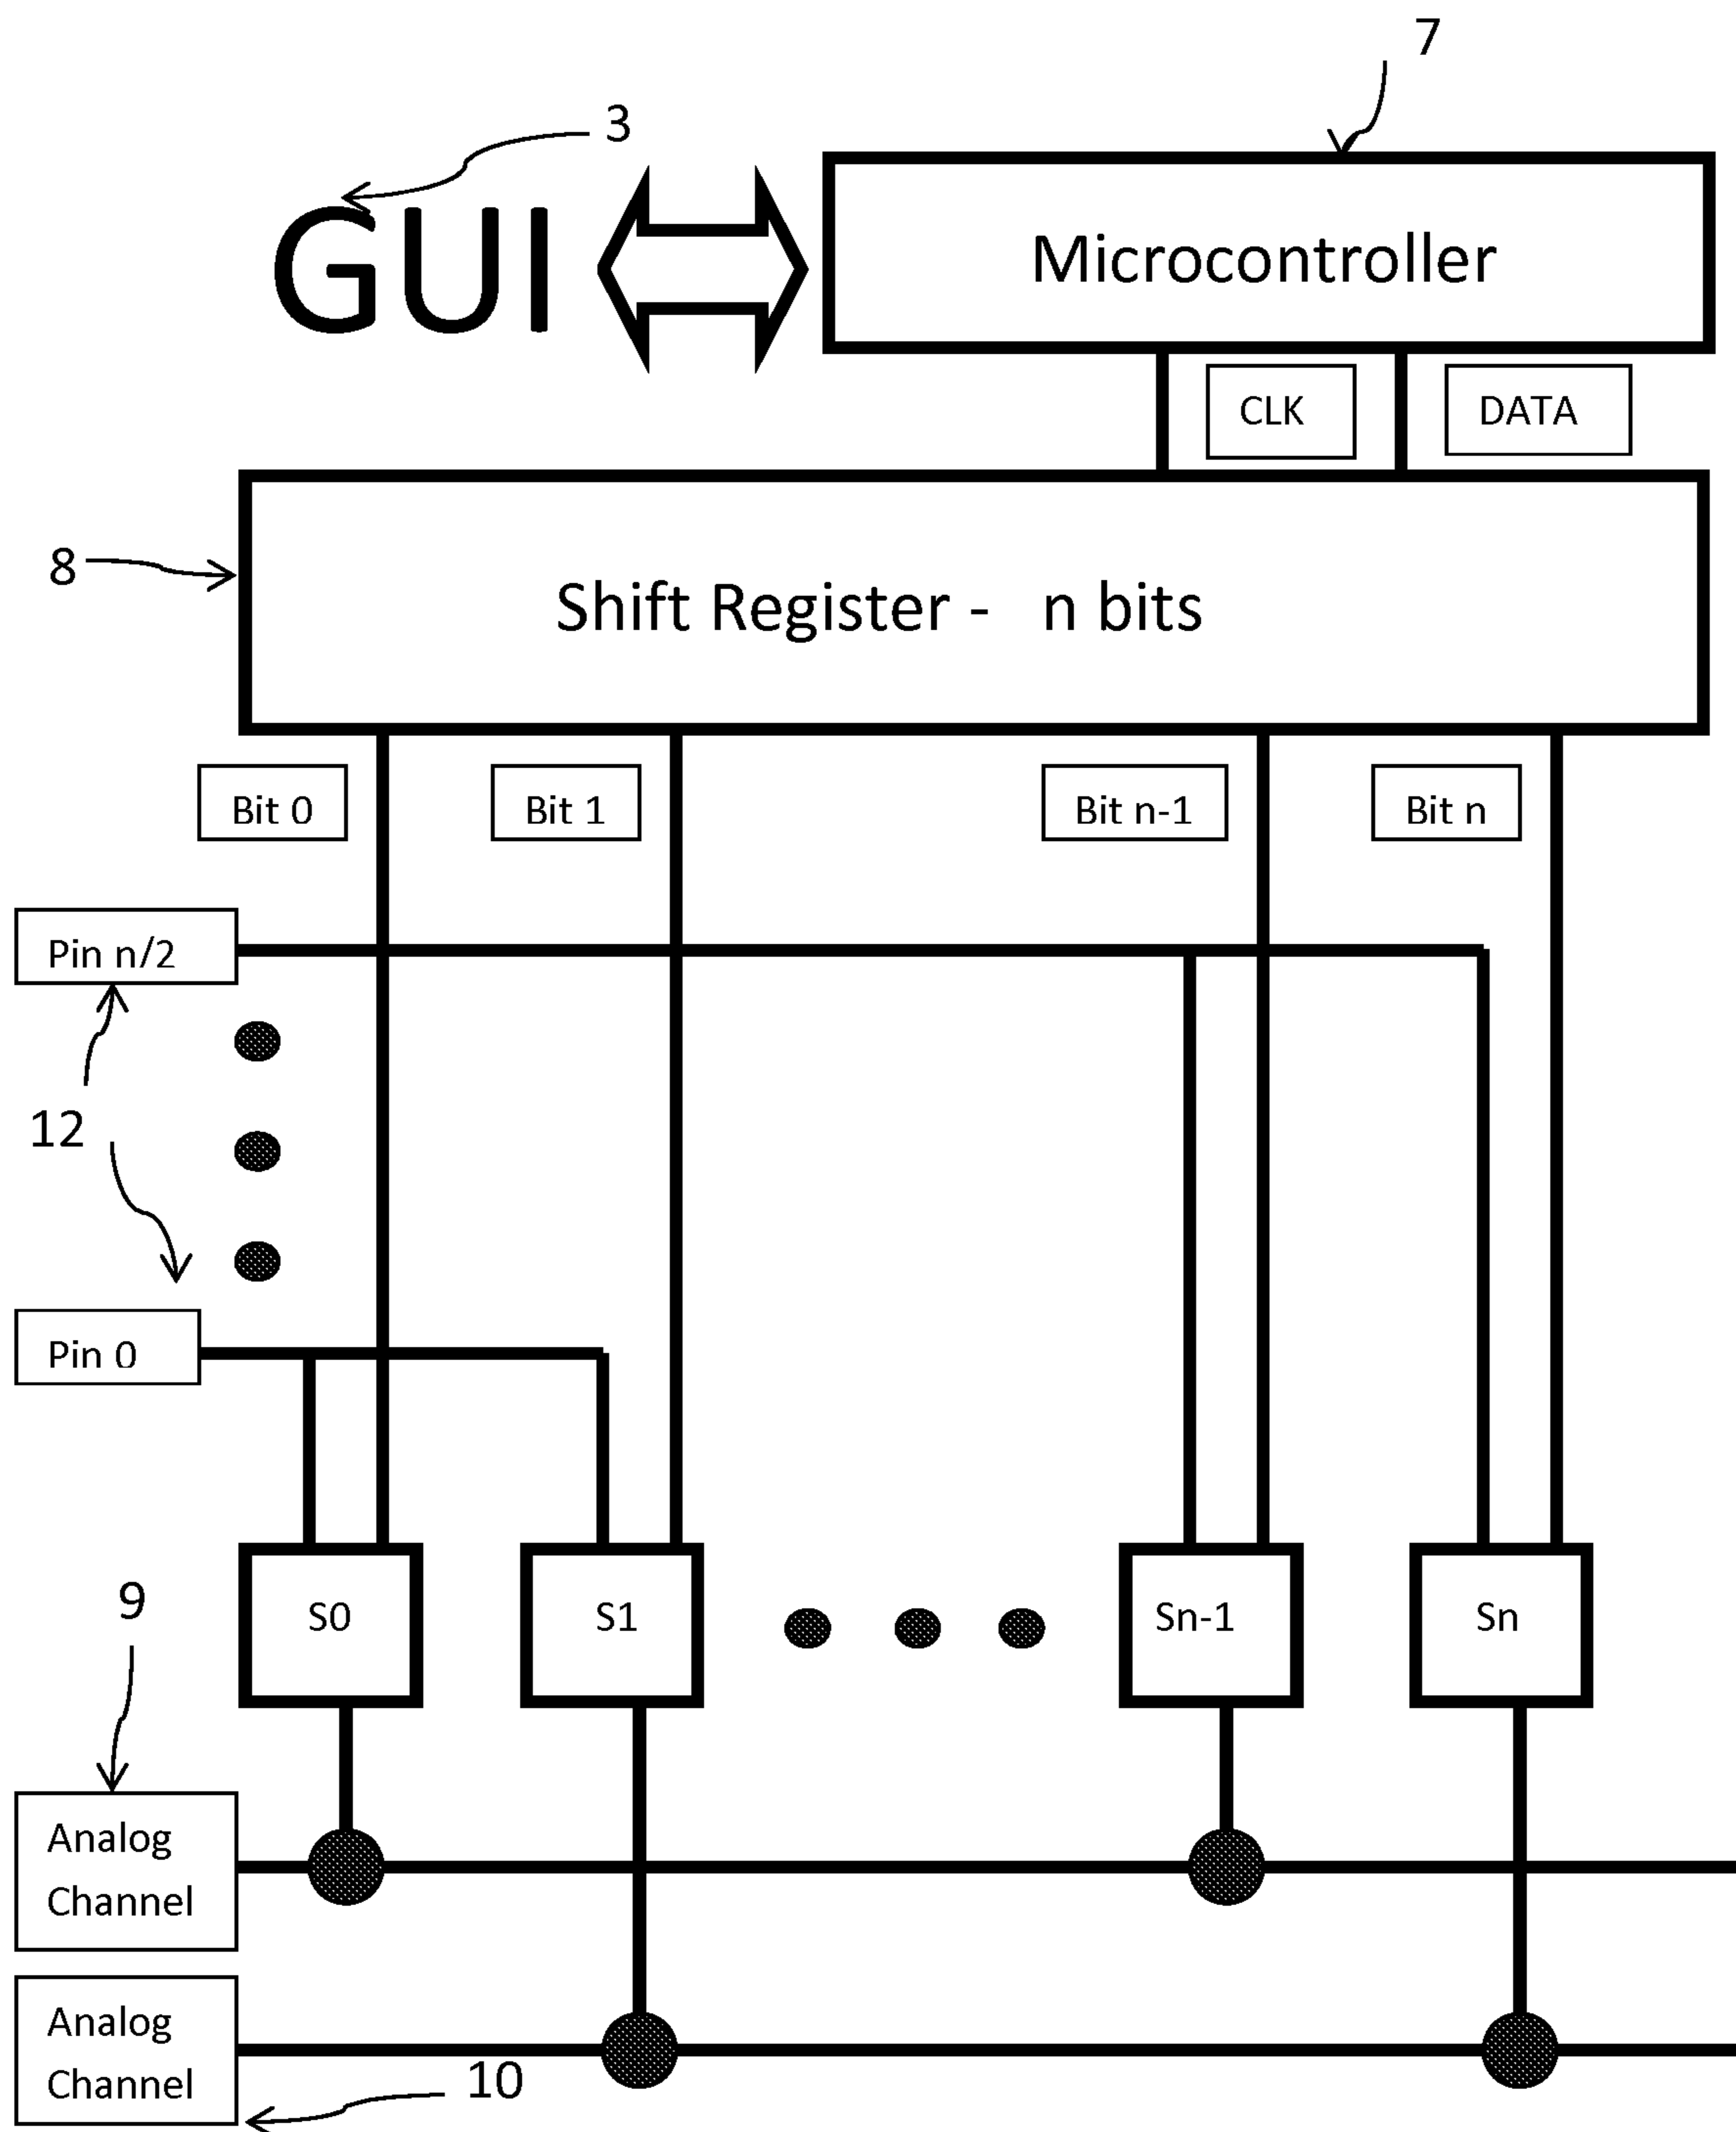 7
3
GUI
Microcontroller
CLK
DATA
8
Shift Register - n bits
Bit 0
Bit 1
Bit n-1
Bit n
Pin n/2
12
Pin 0
9
S0
S1
Sn-1
Sn
Analog
Channel
Analog
Channel
10